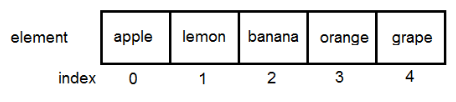 element apple lemon banana orange grape
index 0 1 2 3 4